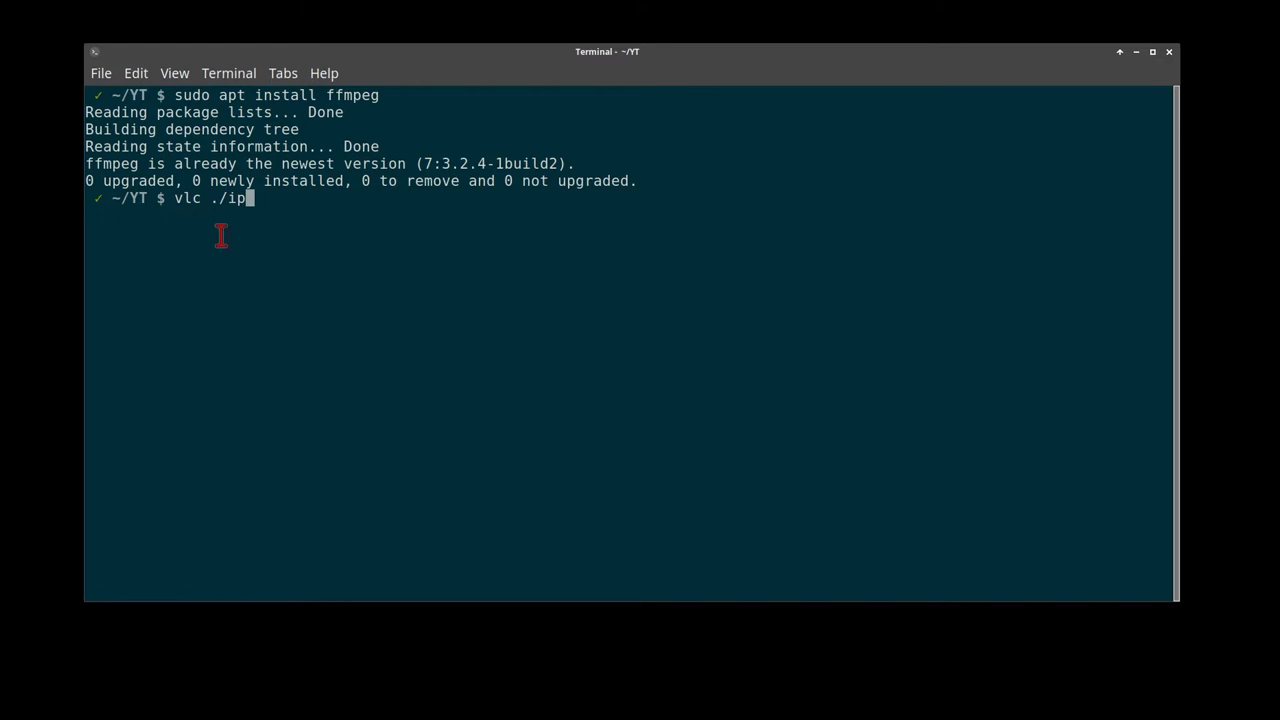 Terminal - ~/YT
File Edit View Terminal Tabs Help
✓ ~/YT $ sudo apt install ffmpeg
Reading package lists... Done
Building dependency tree
Reading state information... Done
ffmpeg is already the newest version (7:3.2.4-1build2).
0 upgraded, 0 newly installed, 0 to remove and 0 not upgraded.
✓ ~/YT $ vlc ./ip